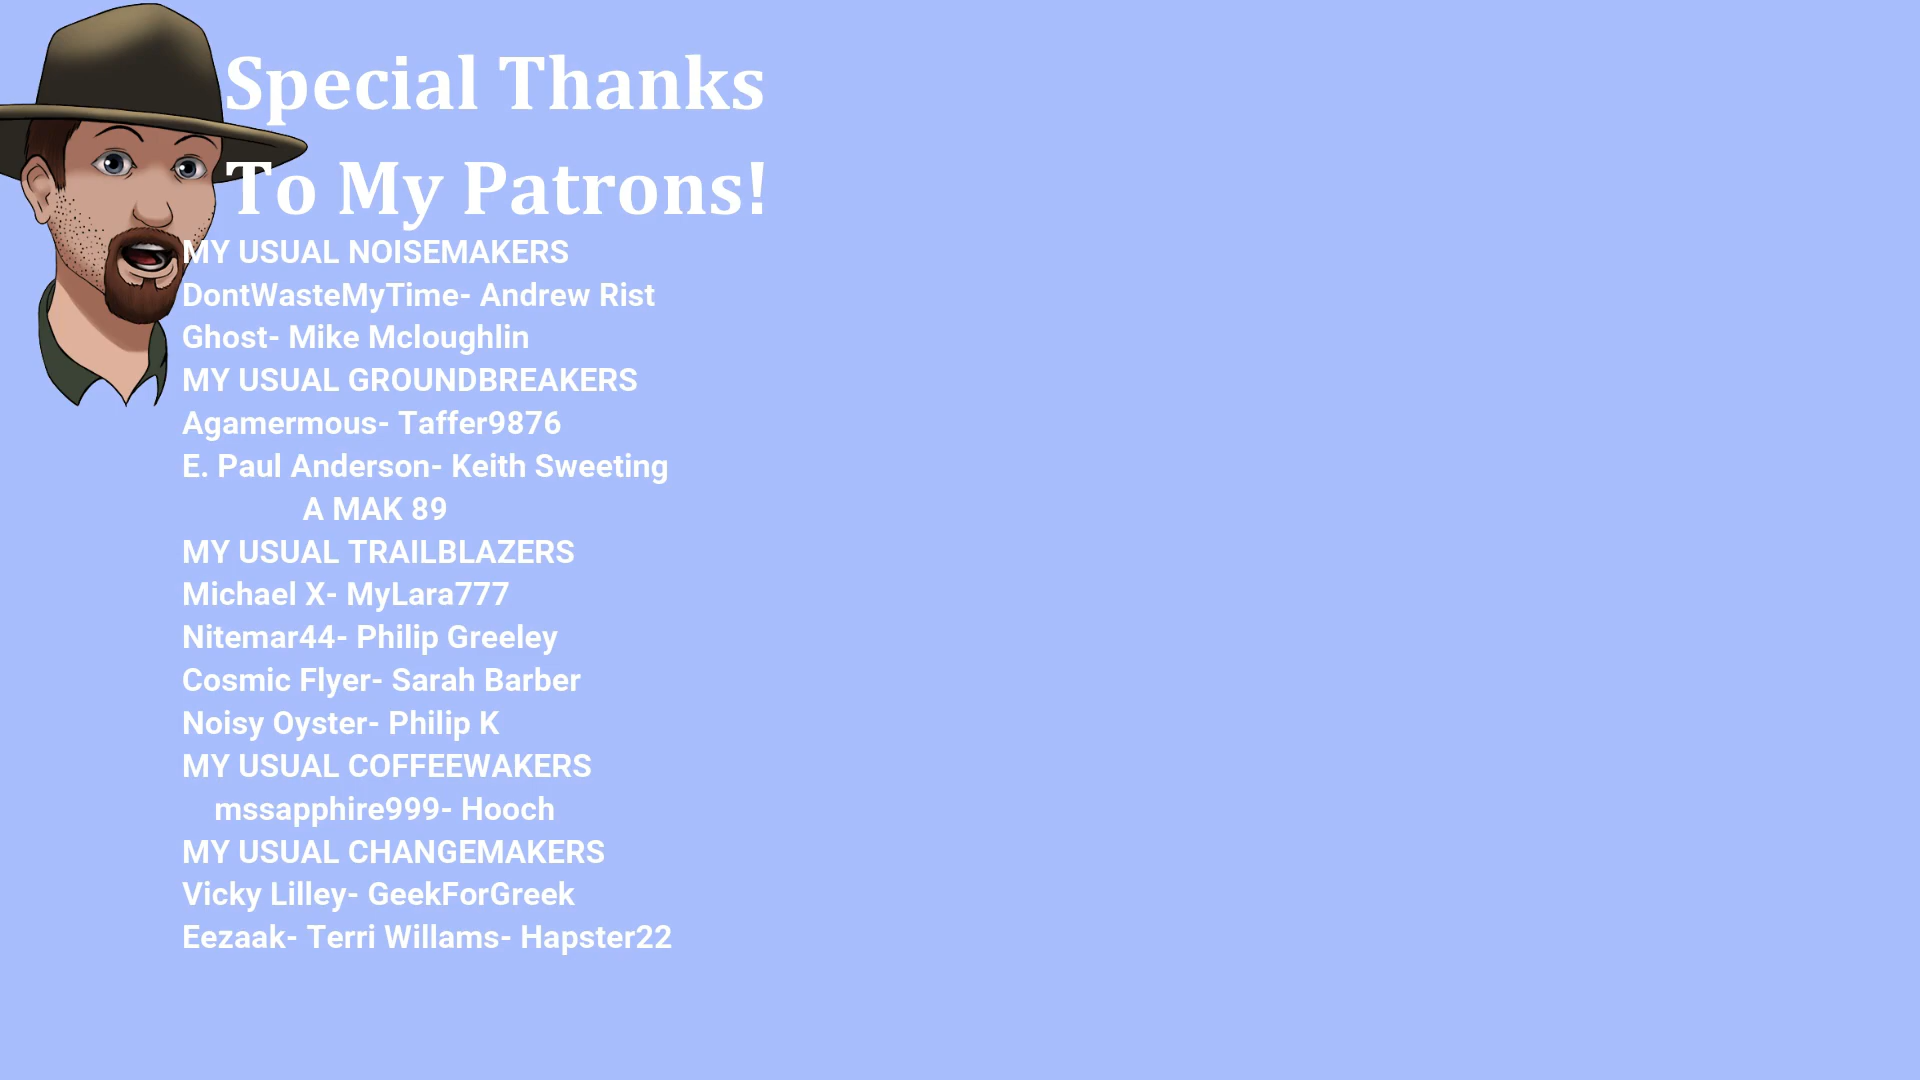 Special Thanks
To My Patrons!
MY USUAL NOISEMAKERS
DontWasteMyTime- Andrew Rist
Ghost- Mike Mcloughlin
MY USUAL GROUNDBREAKERS
Agamermous- Taffer9876
E. Paul Anderson- Keith Sweeting
A MAK 89
MY USUAL TRAILBLAZERS
Michael X- MyLara777
Nitemar44- Philip Greeley
Cosmic Flyer- Sarah Barber
Noisy Oyster- Philip K
MY USUAL COFFEEWAKERS
mssapphire999- Hooch
MY USUAL CHANGEMAKERS
Vicky Lilley- GeekForGreek
Eezaak- Terri Willams- Hapster22